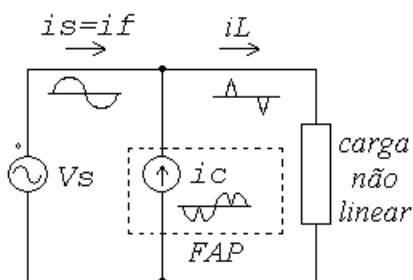 is=if
iL
Vs
ic
FAP
carga
não
linear